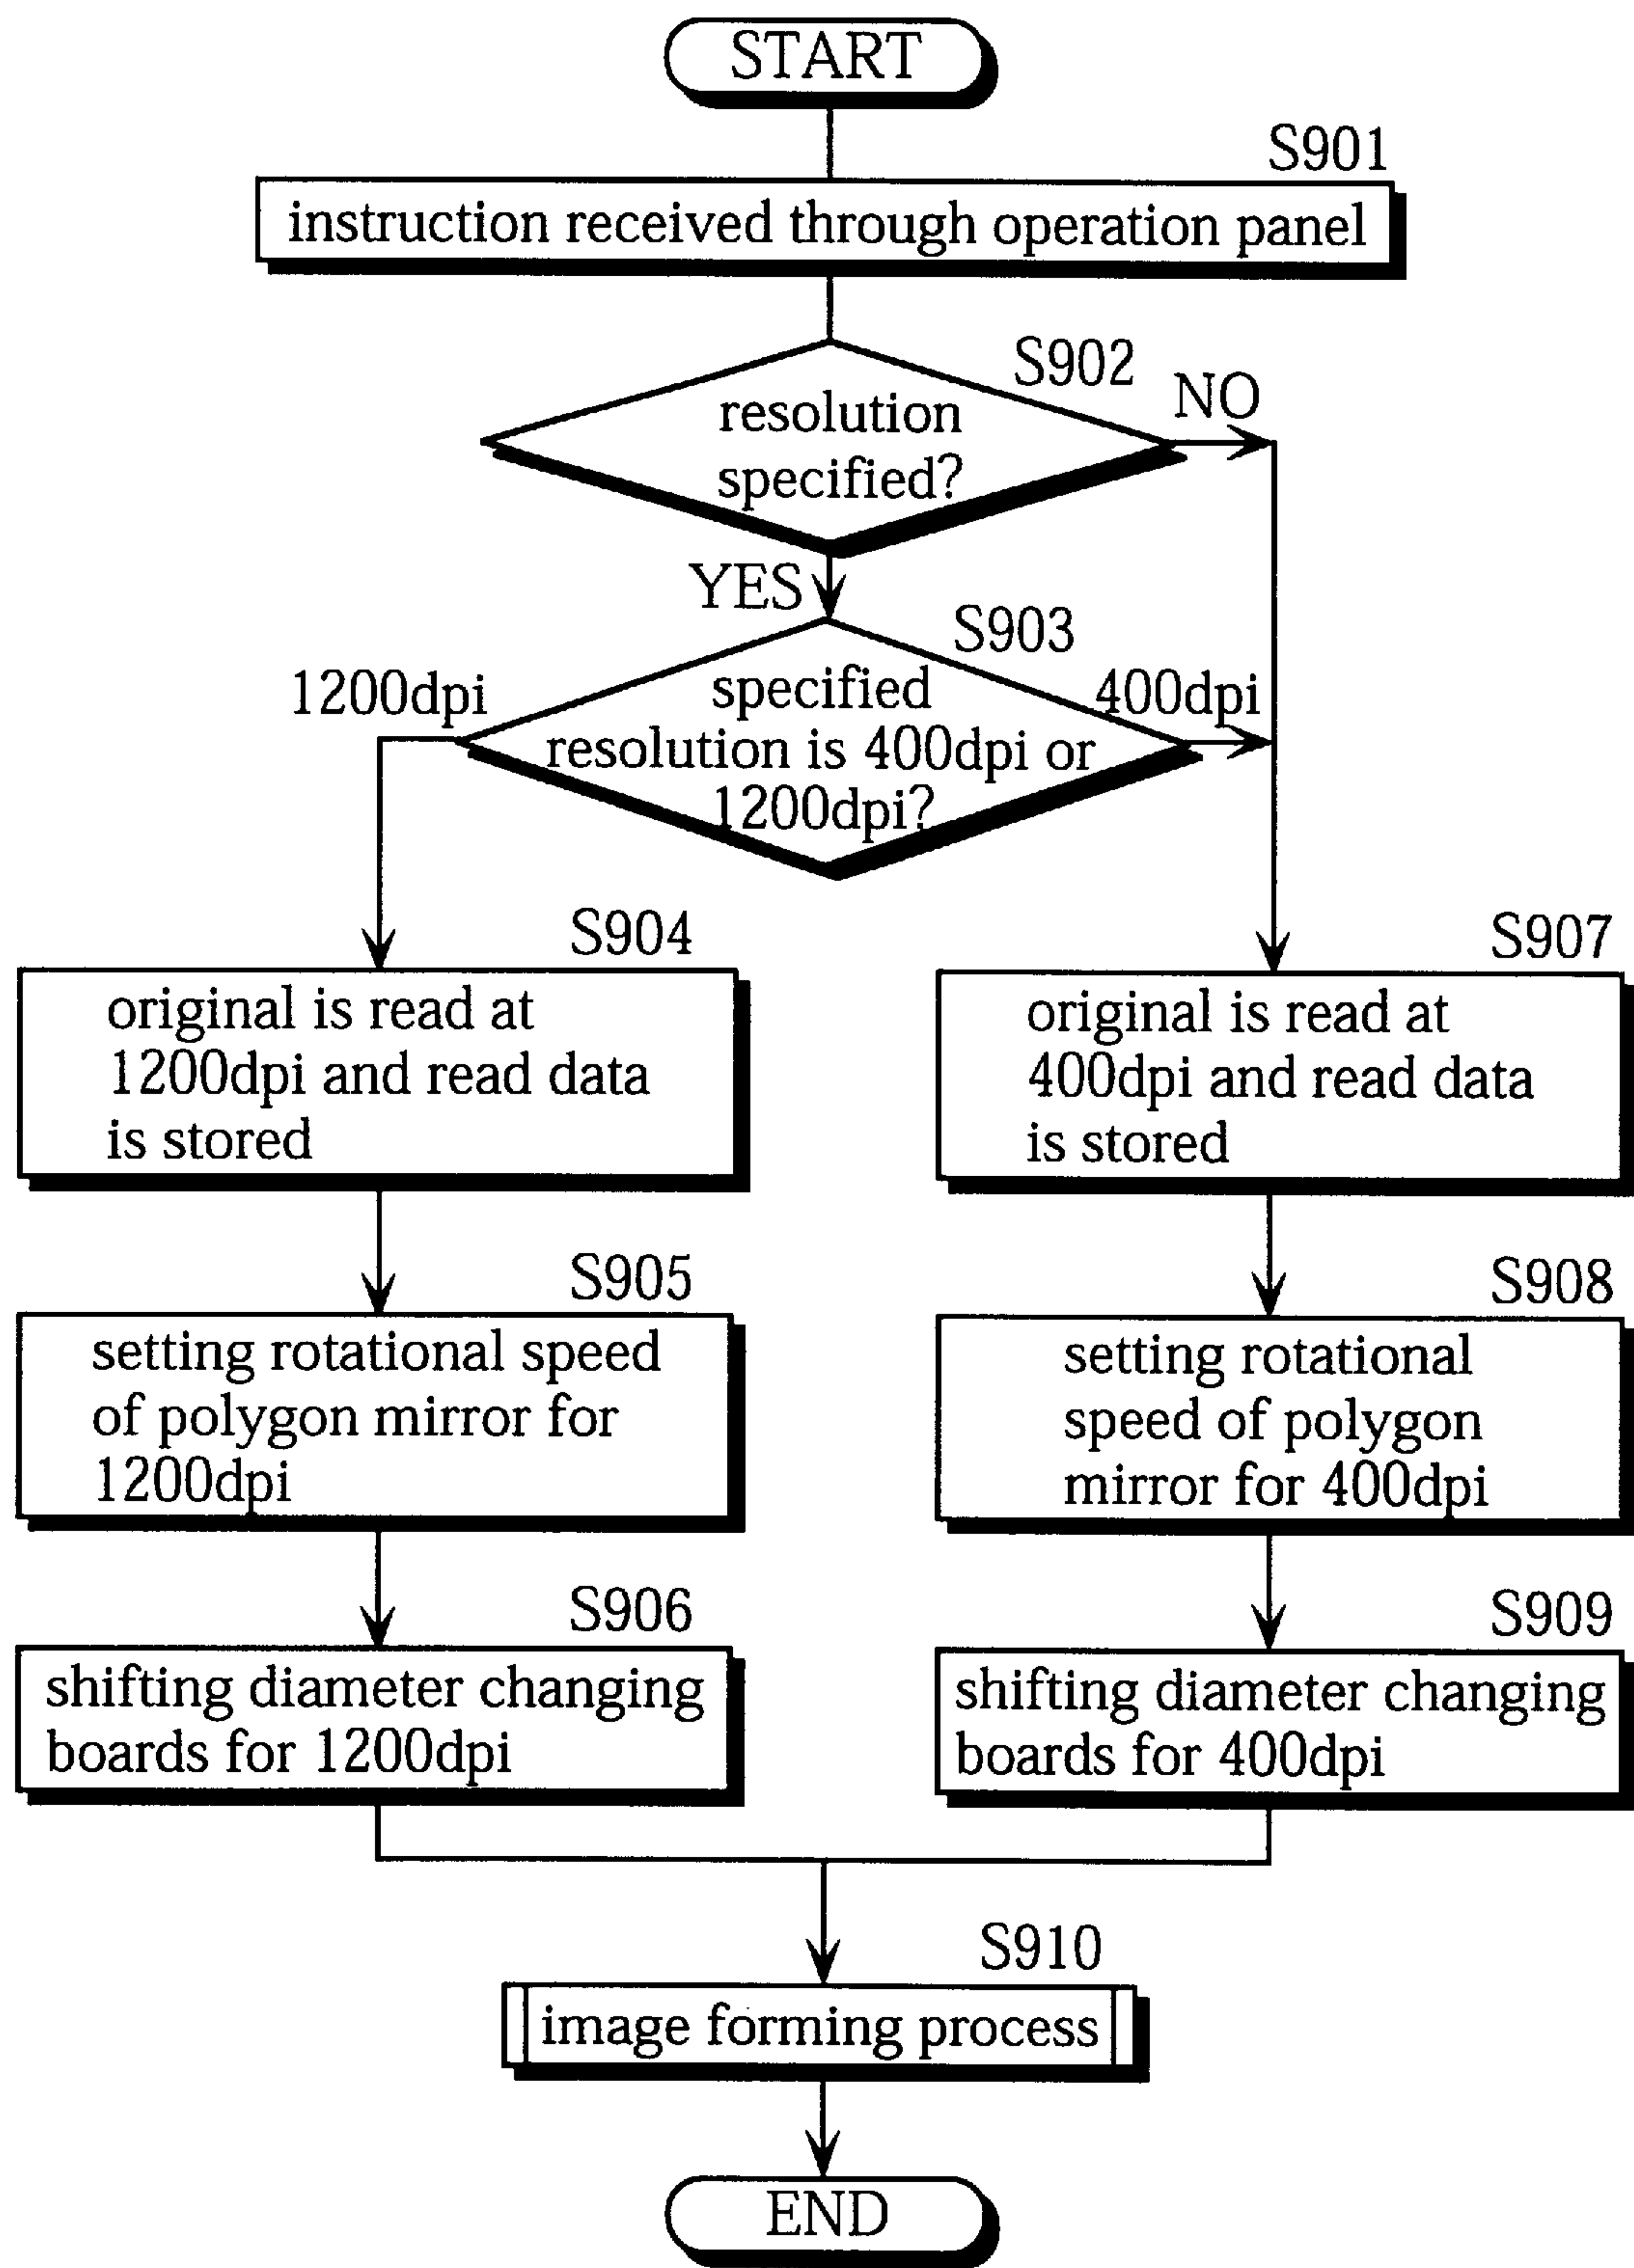 START
S901
instruction received through operation panel
S902
NO
resolution
specified?
YES
S903
1200dpi
400dpi
specified
resolution is 400dpi or
1200dpi?
S904
original is read at
1200dpi and read data
is stored
S907
original is read at
400dpi and read data
is stored
S905
setting rotational speed
of polygon mirror for
1200dpi
S908
setting rotational
speed of polygon
mirror for 400dpi
S906
shifting diameter changing
boards for 1200dpi
S909
shifting diameter changing
boards for 400dpi
S910
image forming process
END